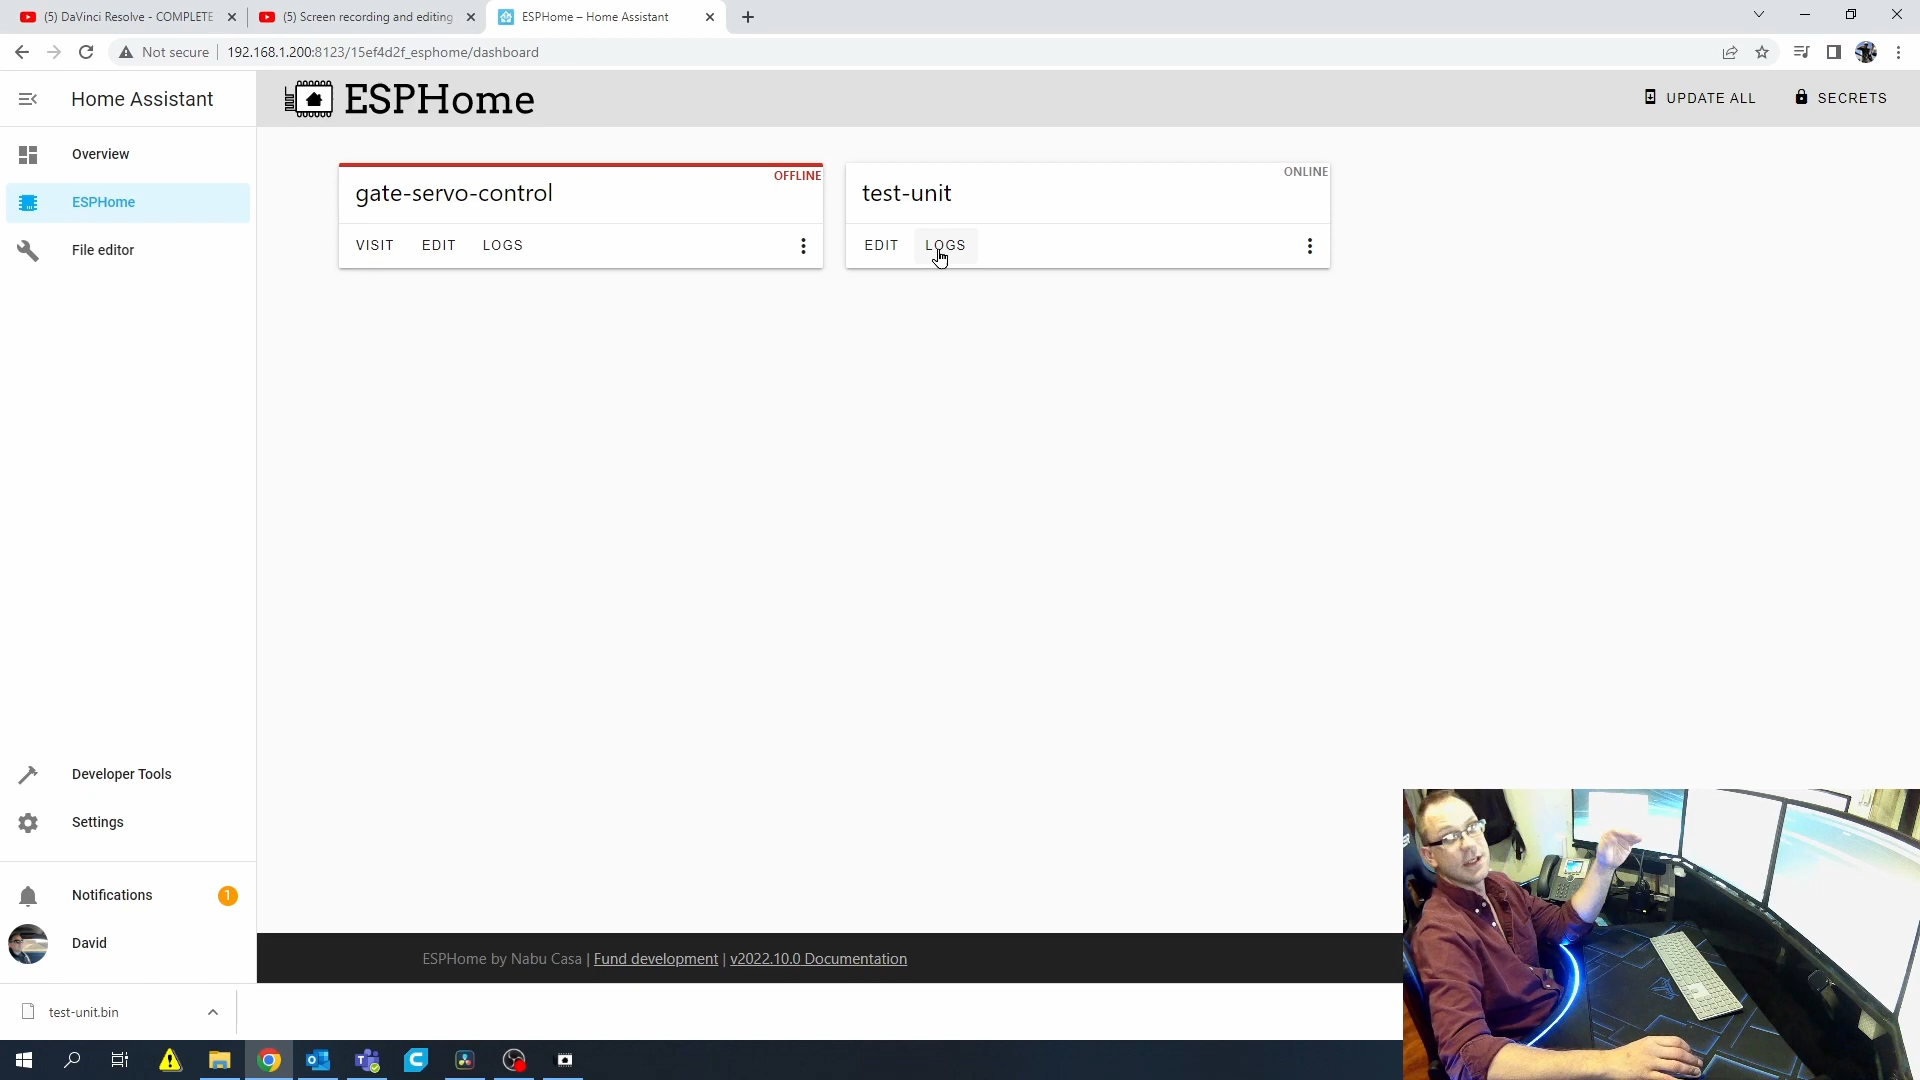 (5) DaVinci Resolve - COMPLETE
(5) Screen recording and editing
ESPHome – Home Assistant
Not secure
192.168.1.200:8123/15ef4d2f_esphome/dashboard
Home Assistant
ESPHome
UPDATE ALL
SECRETS
Overview
ESPHome
File editor
OFFLINE
gate-servo-control
VISIT
EDIT
LOGS
ONLINE
test-unit
EDIT
LOGS
Developer Tools
Settings
Notifications
1
David
ESPHome by Nabu Casa | Fund development | v2022.10.0 Documentation
test-unit.bin